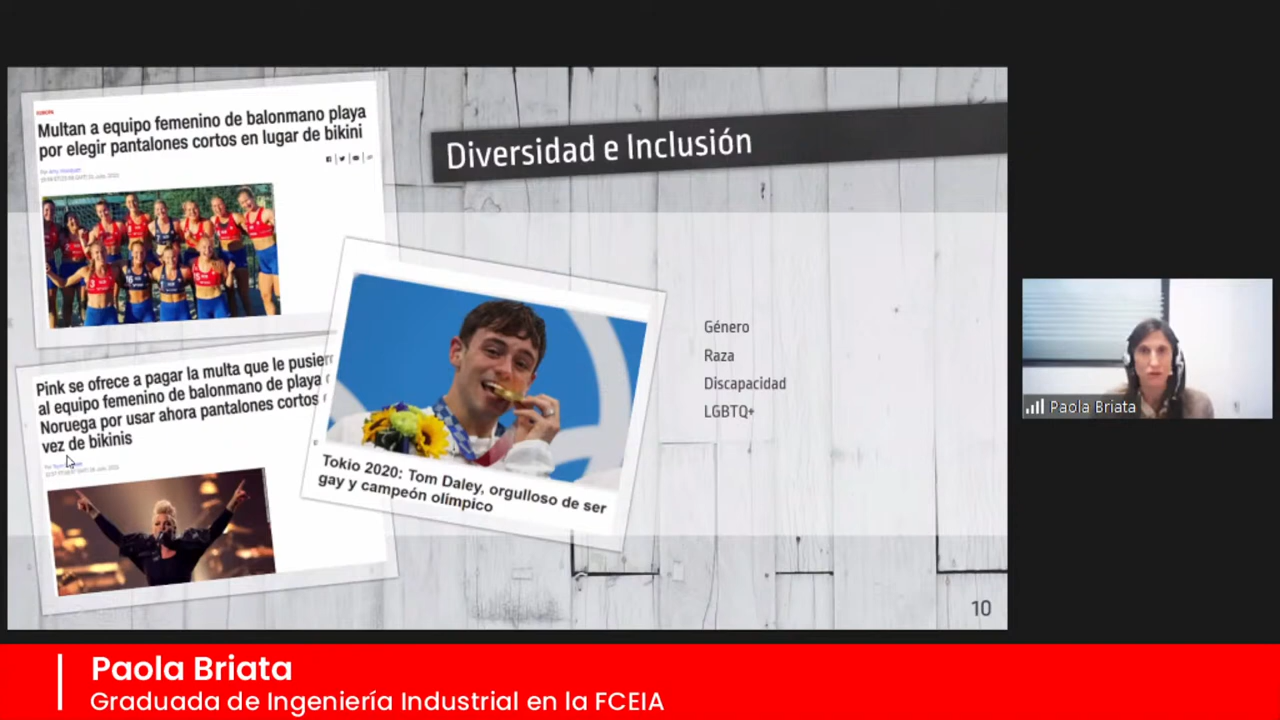 EUROPA
Multan a equipo femenino de balonmano playa
por elegir pantalones cortos en lugar de bikini
Diversidad e Inclusión
Pink se ofrece a pagar la multa que le pusier
al equipo femenino de balonmano de playa
Noruega por usar ahora pantalones cortos
vez de bikinis
Tokio 2020: Tom Daley, orgulloso de ser
gay y campeón olímpico
Género
Raza
Discapacidad
LGBTQ+
10
Paola Briata
Paola Briata
Graduada de Ingeniería Industrial en la FCEIA